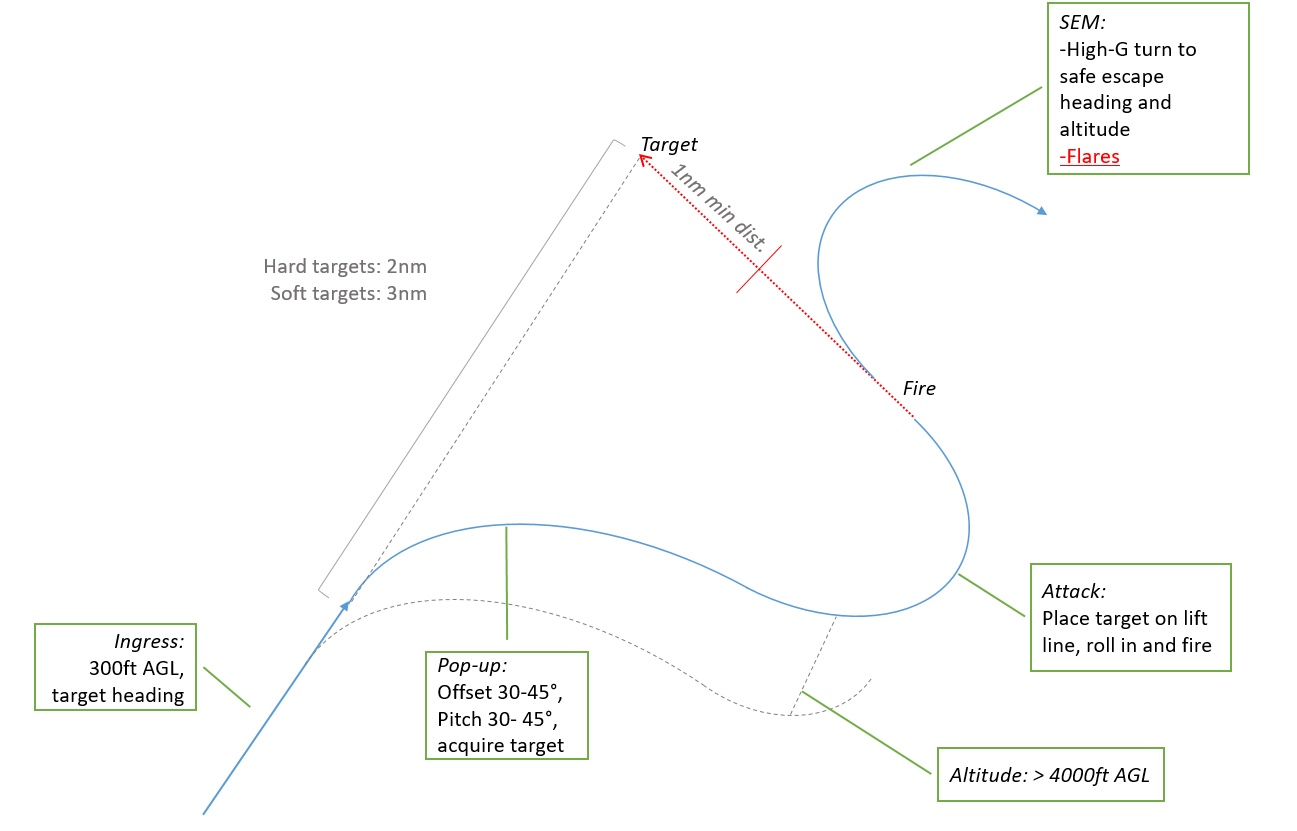 SEM:
-High-G turn to
safe escape
heading and
altitude
-Flares
Target
1nm min dist.
Hard targets: 2nm
Soft targets: 3nm
Fire
Attack:
Place target on lift
line, roll in and fire
Ingress:
300ft AGL,
target heading
Pop-up:
Offset 30-45°,
Pitch 30- 45°,
acquire target
Altitude: > 4000ft AGL